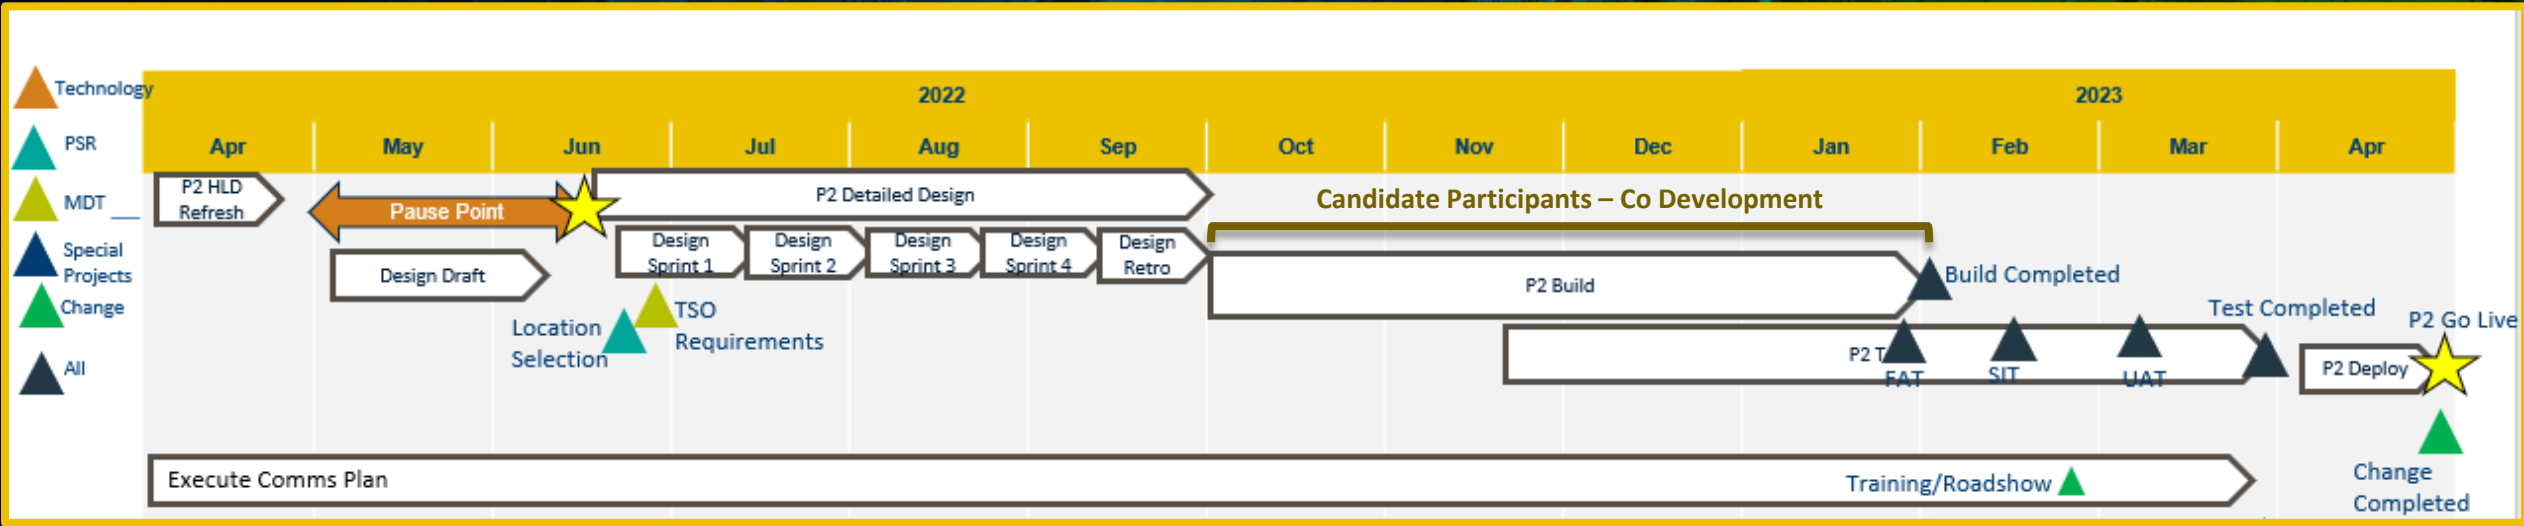 Technology
PSR
MDT __
Special
Projects
Change
All
2022
2023
Apr
May
Jun
Jul
Aug
Sep
Oct
Nov
Dec
Jan
Feb
Mar
Apr
P2 HLD
Refresh
Pause Point
P2 Detailed Design
Candidate Participants – Co Development
Design Draft
Design
Sprint 1
Design
Sprint 2
Design
Sprint 3
Design
Sprint 4
Design
Retro
P2 Build
Build Completed
Location
Selection
TSO
Requirements
P2 T
FAT
SIT
UAT
Test Completed
P2 Go Live
P2 Deploy
Execute Comms Plan
Training/Roadshow
Change
Completed